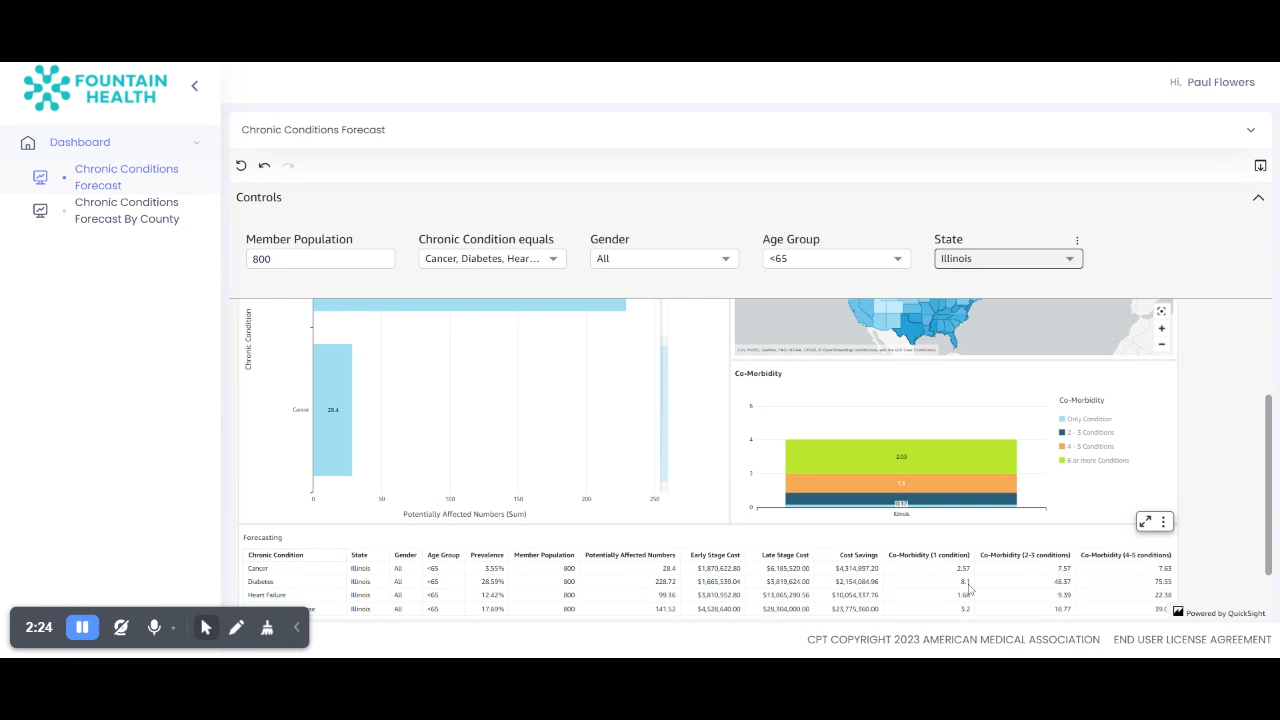 FOUNTAIN
HEALTH
Hi, Paul Flowers
Dashboard
Chronic Conditions
Forecast
Chronic Conditions
Forecast By County
Chronic Conditions Forecast
Controls
Member Population
800
Chronic Condition equals
Cancer, Diabetes, Hear...
Gender
All
Age Group
<65
State
Illinois
Chronic Condition
Cancer
28.4
0 50 100 150 200 250
Potentially Affected Numbers (Sum)
Co-Morbidity
6
4
2
0
2.03
Illinois
Co-Morbidity
Only Condition
2 - 3 Conditions
4 - 5 Conditions
6 or more Conditions
Forecasting
Chronic Condition State Gender Age Group Prevalence Member Population Potentially Affected Numbers Early Stage Cost Late Stage Cost Cost Savings Co-Morbidity (1 condition) Co-Morbidity (2-3 conditions) Co-Morbidity (4-5 conditions)
Cancer Illinois All <65 3.55% 800 28.4 $1,870,622.80 $6,185,520.00 $4,314,897.20 2.57 7.57 7.63
Diabetes Illinois All <65 28.59% 800 228.72 $1,665,539.04 $3,819,624.00 $2,154,084.96 48.37 75.55
Heart Failure Illinois All <65 12.42% 800 99.36 $3,810,952.80 $13,865,290.56 $10,054,337.76 9.39 22.38
Illinois All <65 17.69% 800 141.52 $4,528,640.00 $28,304,000.00 $23,775,360.00 3.2 18.77
Powered by QuickSight
2:24
CPT COPYRIGHT 2023 AMERICAN MEDICAL ASSOCIATION END USER LICENSE AGREEMENT